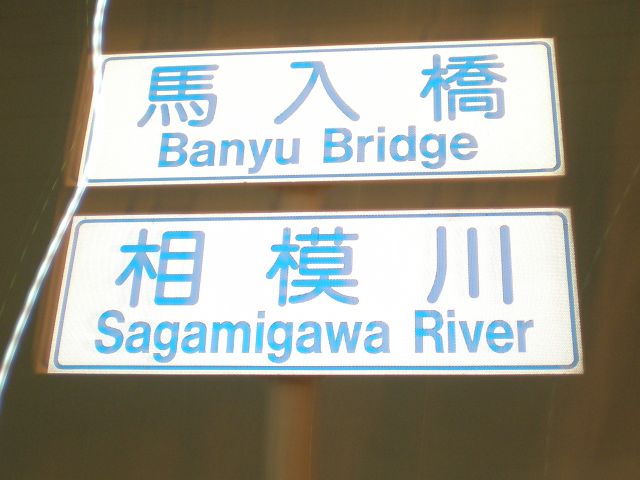 馬入橋
Banyu Bridge
相模川
Sagamigawa River